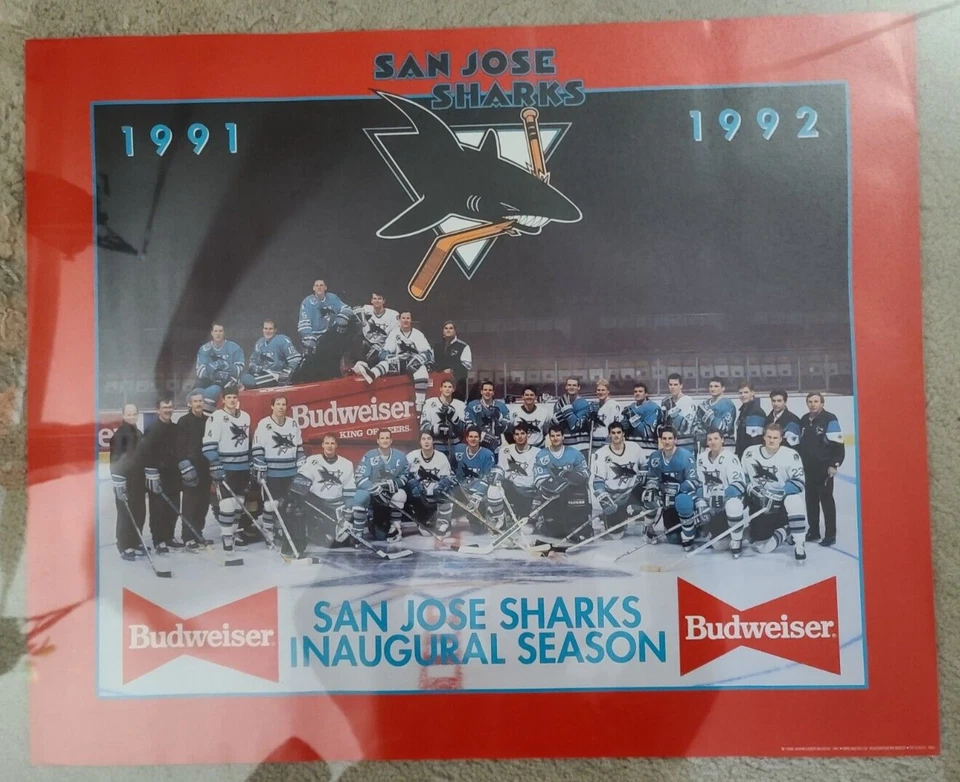 SAN JOSE
SHARKS
1991
1992
Budweiser
KING OF BEERS.
SAN JOSE SHARKS
INAUGURAL SEASON
Budweiser
Budweiser